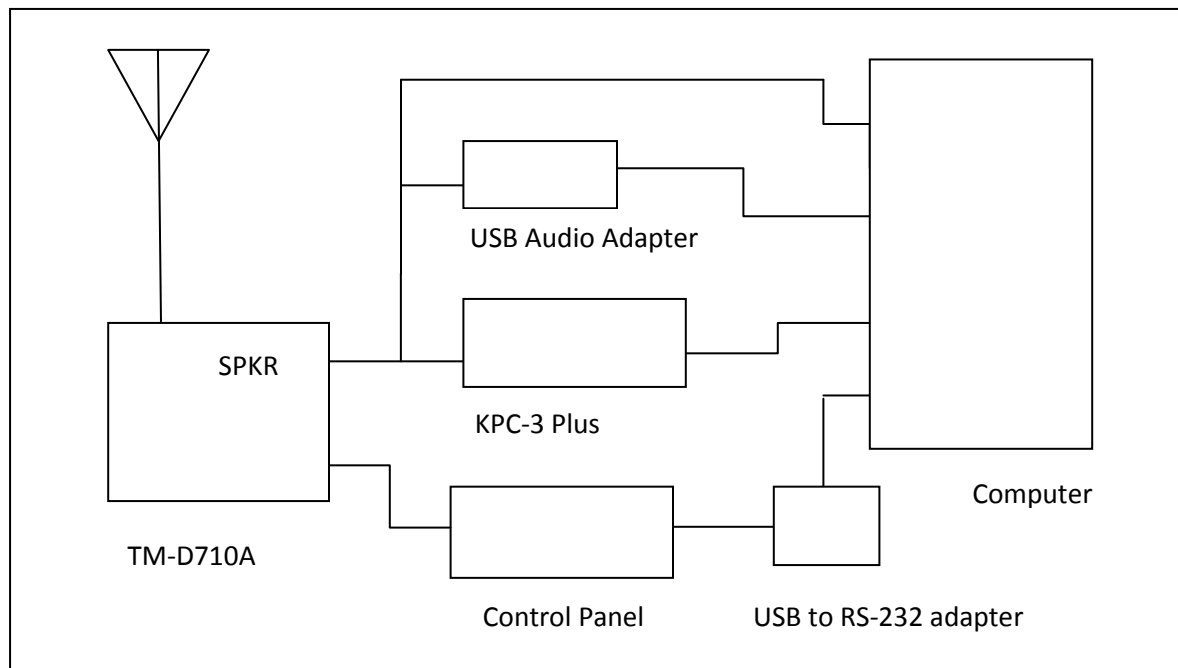 USB Audio Adapter
SPKR
KPC-3 Plus
Computer
TM-D710A
Control Panel
USB to RS-232 adapter